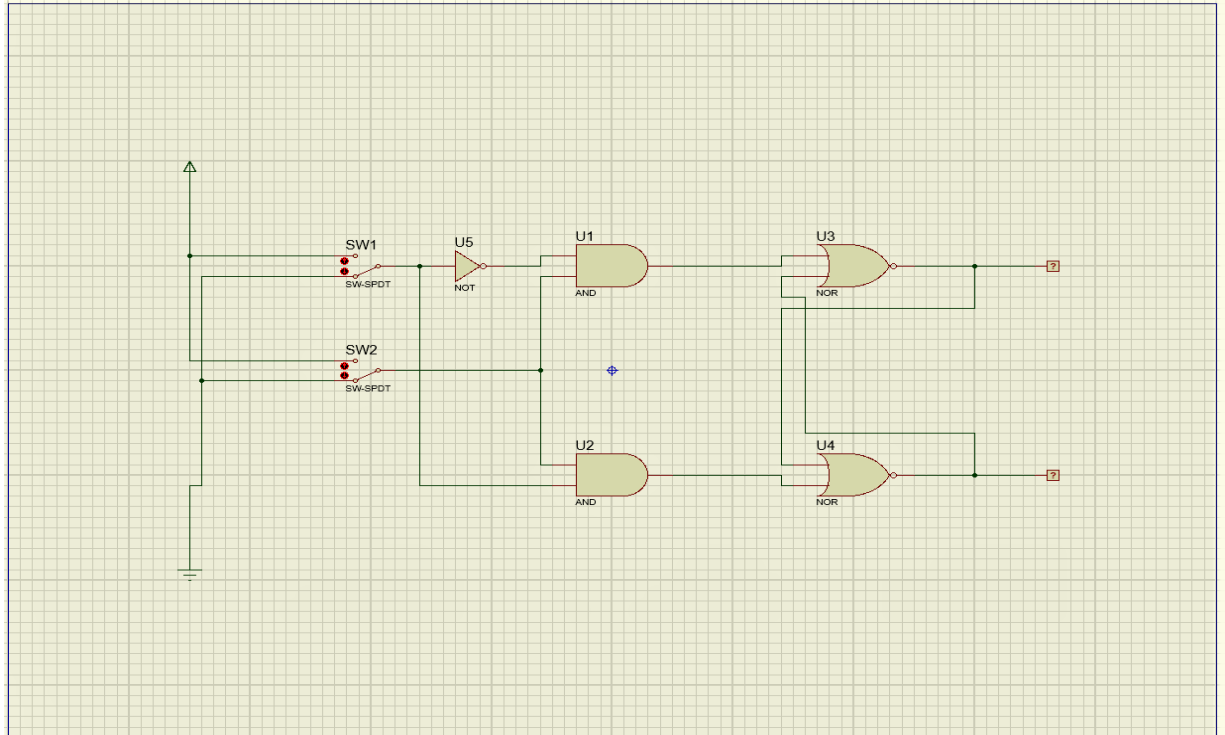 SW1
SW-SPDT
U5
NOT
U1
AND
U3
NOR
?
SW2
SW-SPDT
U2
AND
U4
NOR
?